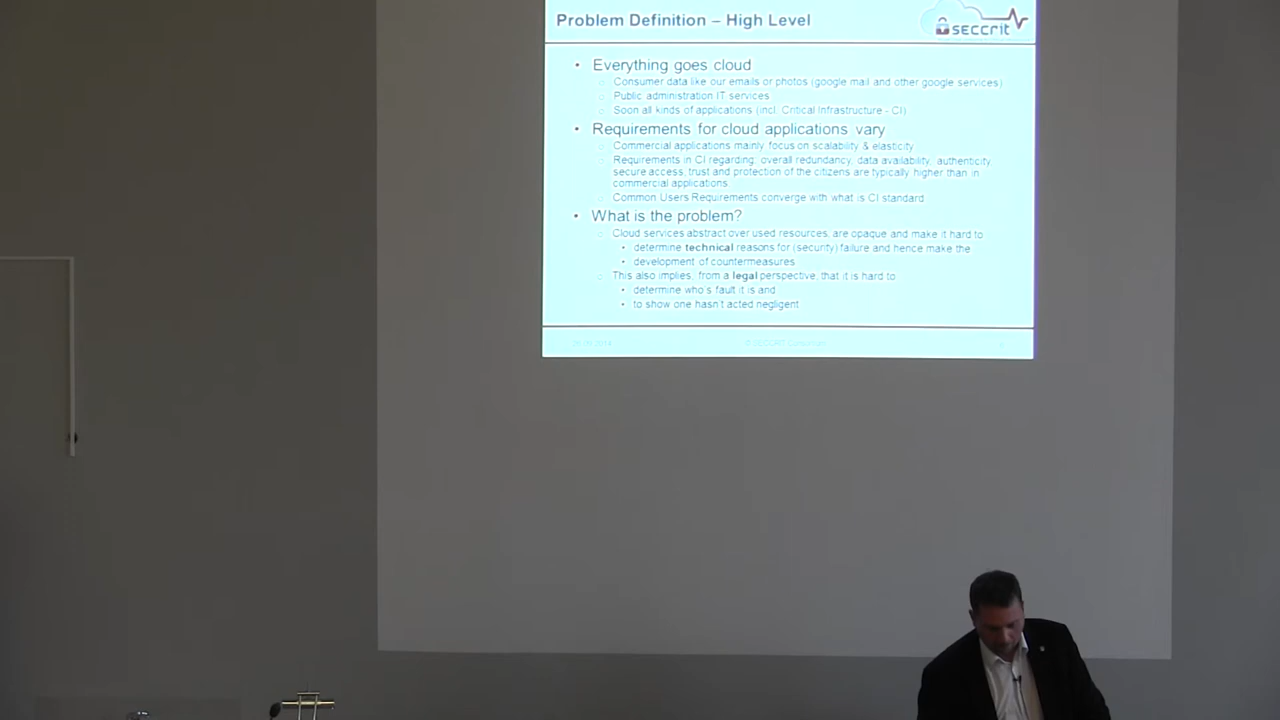 Problem Definition – High Level
seccrit
• Everything goes cloud
○ Consumer data like our emails or photos (google mail and other google services)
○ Public administration IT services
○ Soon all kinds of applications (incl. Critical Infrastructure - CI)
• Requirements for cloud applications vary
○ Commercial applications mainly focus on scalability & elasticity
○ Requirements in CI regarding: overall redundancy, data availability, authenticity,
secure access, trust and protection of the citizens are typically higher than in
commercial applications
○ Common Users Requirements converge with what is CI standard
• What is the problem?
○ Cloud services abstract over used resources, are opaque and make it hard to
• determine technical reasons for (security) failure and hence make the
• development of countermeasures
○ This also implies, from a legal perspective, that it is hard to
• determine who's fault it is and
• to show one hasn't acted negligent